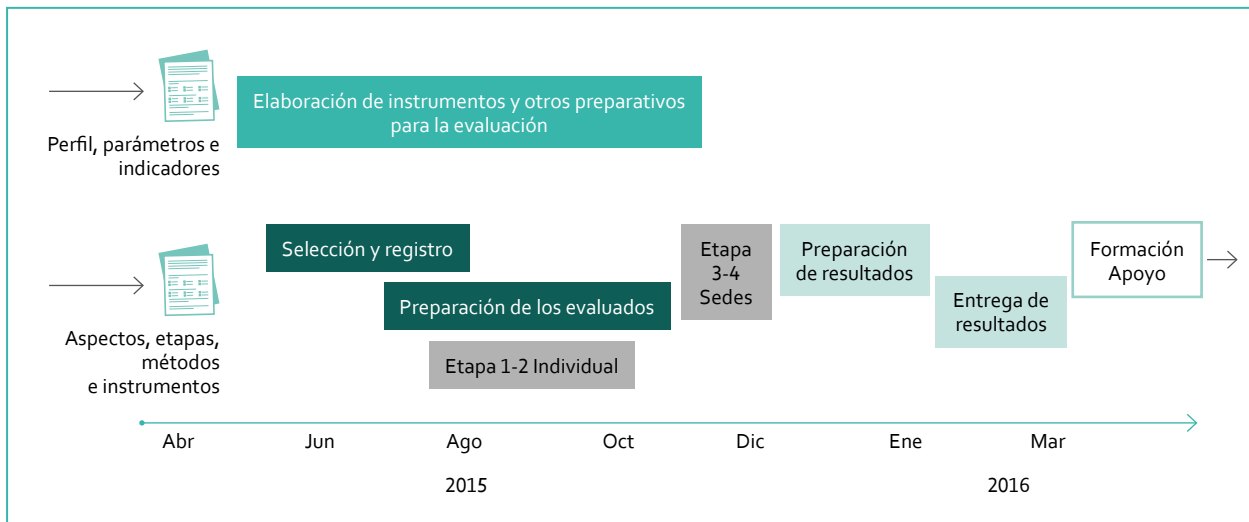 Elaboración de instrumentos y otros preparativos
para la evaluación
Perfil, parámetros e
indicadores
Selección y registro
Preparación de los evaluados
Etapa 1-2 Individual
Etapa
3-4
Sedes
Preparación
de resultados
Entrega de
resultados
Formación
Apoyo
Aspectos, etapas,
métodos
e instrumentos
Abr
Jun
Ago
Oct
Dic
Ene
Mar
2015
2016